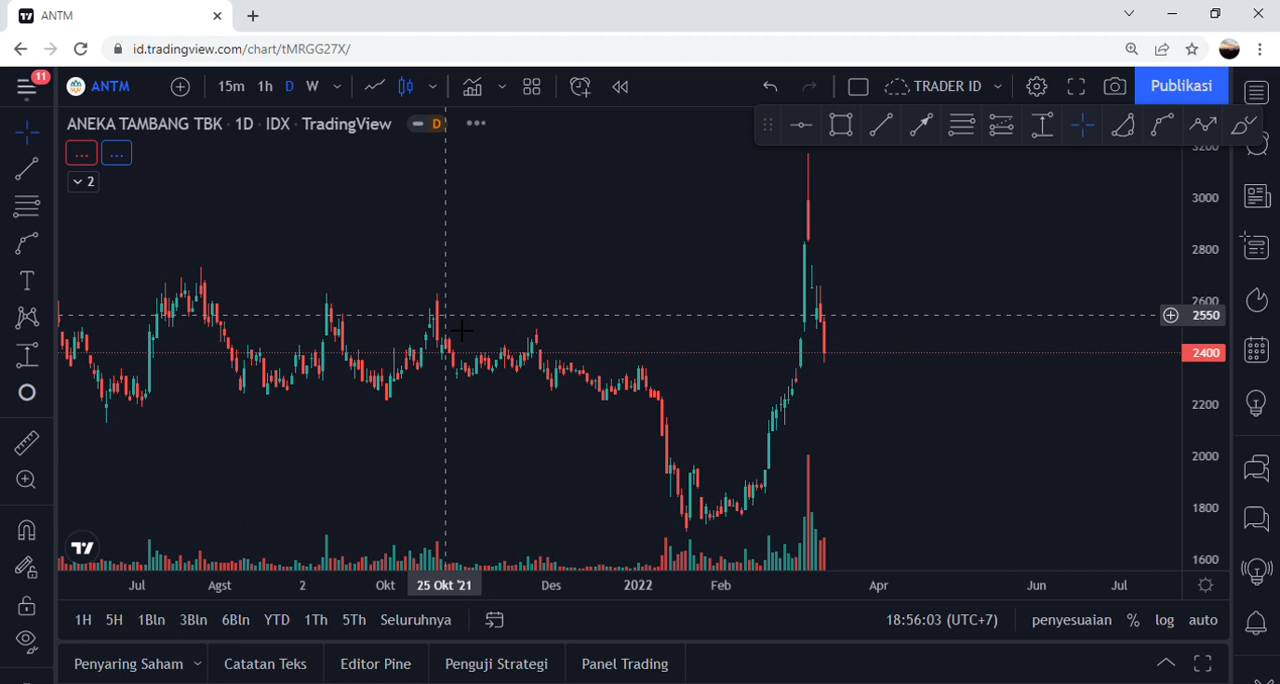 ANTM
id.tradingview.com/chart/tMRGG27X/
11
ANTM
15m 1h D W
TRADER ID
Publikasi
ANEKA TAMBANG TBK · 1D · IDX · TradingView
D
2
3200
3000
2800
2600
2550
2400
2200
2000
1800
1600
Jul Agst 2 Okt 25 Okt '21 Des 2022 Feb Apr Jun Jul
1H 5H 1Bln 3Bln 6Bln YTD 1Th 5Th Seluruhnya
18:56:03 (UTC+7) penyesuaian % log auto
Penyaring Saham Catatan Teks Editor Pine Penguji Strategi Panel Trading